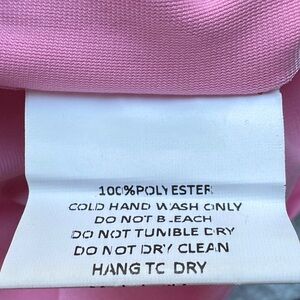 100%POLYESTER
COLD HAND WASH ONLY
DO NOT BLEACH
DO NOT TUMBLE DRY
DO NOT DRY CLEAN
HANG TO DRY